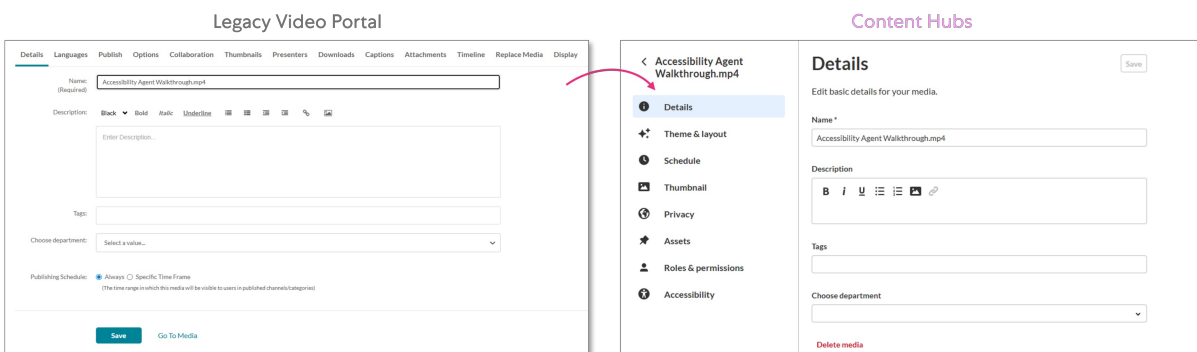 Legacy Video Portal
Details Languages Publish Options Collaboration Thumbnails Presenters Downloads Captions Attachments Timeline Replace Media Display
Name:
(Required)
Accessibility Agent Walkthrough.mp4
Description:
Black Bold Italic Underline
Enter Description...
Tags:
Choose department:
Select a value...
Publishing Schedule:
Always Specific Time Frame
(The time range in which this media will be visible to users in published channels/categories)
Save Go To Media
Content Hubs
Accessibility Agent
Walkthrough.mp4
Details
Theme & layout
Schedule
Thumbnail
Privacy
Assets
Roles & permissions
Accessibility
Details
Save
Edit basic details for your media.
Name *
Accessibility Agent Walkthrough.mp4
Description
B i U
Tags
Choose department
Delete media